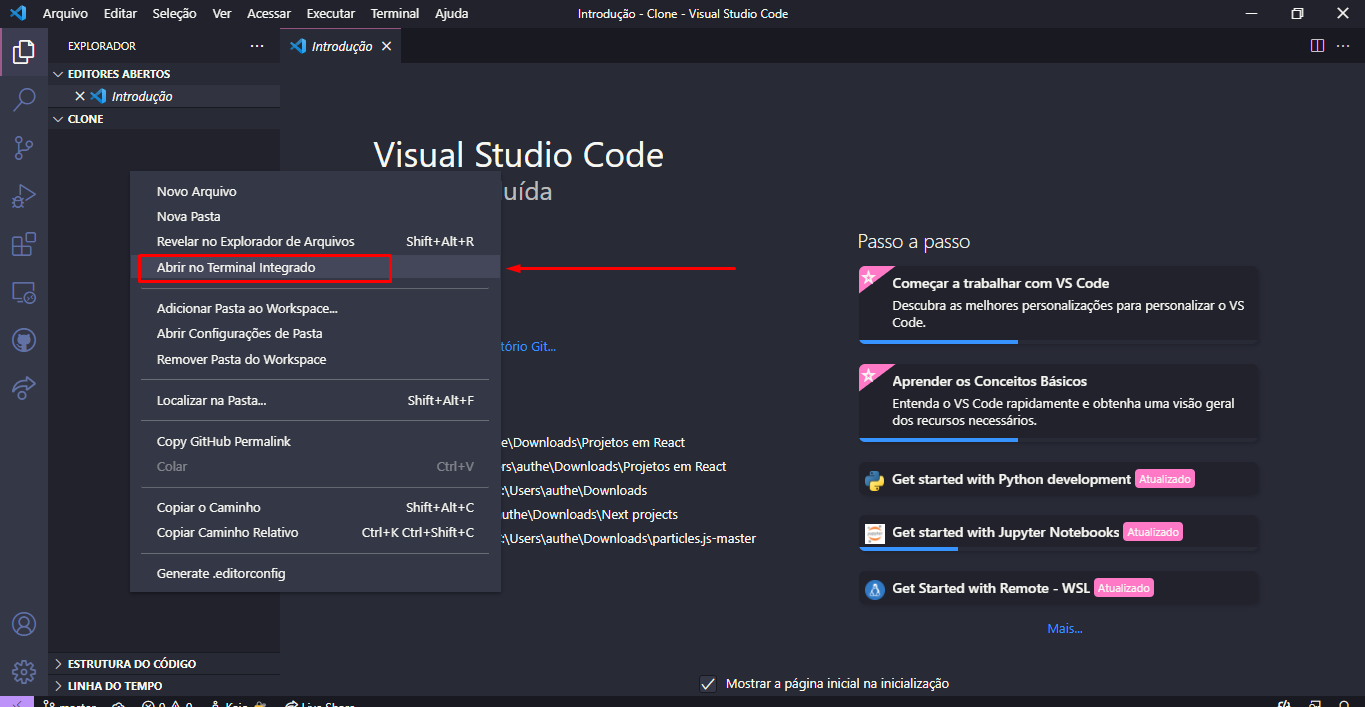 Arquivo Editar Seleção Ver Acessar Executar Terminal Ajuda
Introdução - Clone - Visual Studio Code
EXPLORADOR
Introdução
EDITORES ABERTOS
Introdução
CLONE
Visual Studio Code
luída
Novo Arquivo
Nova Pasta
Revelar no Explorador de Arquivos Shift+Alt+R
Abrir no Terminal Integrado
Adicionar Pasta ao Workspace...
Abrir Configurações de Pasta
Remover Pasta do Workspace
Localizar na Pasta... Shift+Alt+F
Copy GitHub Permalink
Colar Ctrl+V
Copiar o Caminho Shift+Alt+C
Copiar Caminho Relativo Ctrl+K Ctrl+Shift+C
Generate .editorconfig
tório Git...
e\Downloads\Projetos em React
rs\authe\Downloads\Projetos em React
:\Users\authe\Downloads
uthe\Downloads\Next projects
:\Users\authe\Downloads\particles.js-master
Passo a passo
Começar a trabalhar com VS Code
Descubra as melhores personalizações para personalizar o VS
Code.
Aprender os Conceitos Básicos
Entenda o VS Code rapidamente e obtenha uma visão geral
dos recursos necessários.
Get started with Python development Atualizado
Get started with Jupyter Notebooks Atualizado
Get Started with Remote - WSL Atualizado
Mais...
ESTRUTURA DO CÓDIGO
LINHA DO TEMPO
Mostrar a página inicial na inicialização
master 0 0 Live Share